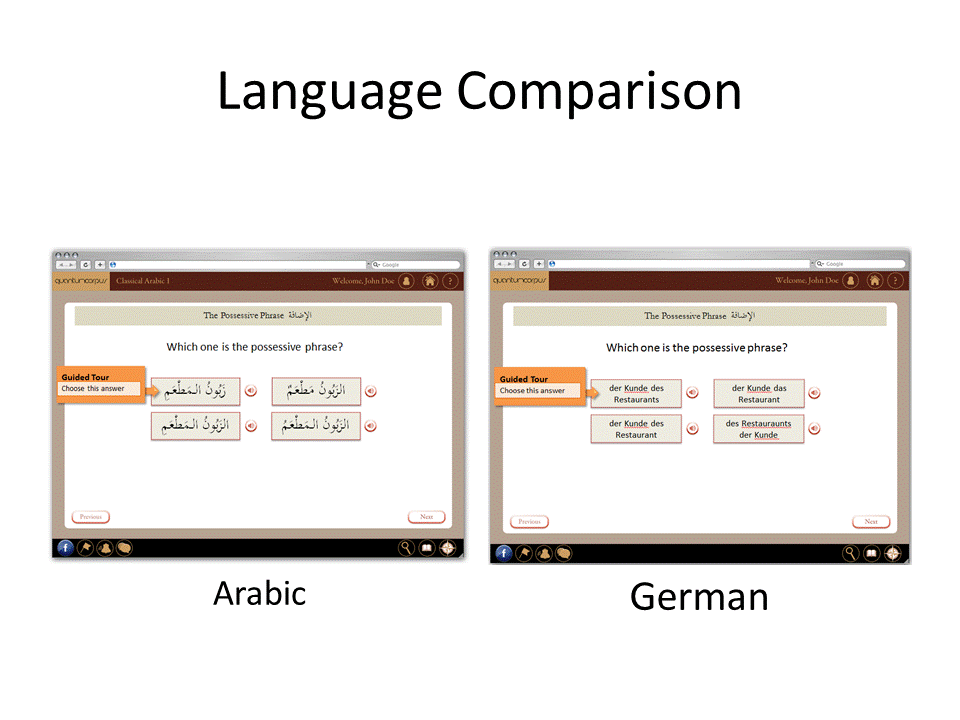 Language Comparison
Google
quantumcorpus
Classical Arabic 1
Welcome, John Doe
?
The Possessive Phrase الإضافة
Which one is the possessive phrase?
Guided Tour
Choose this answer
زَبُونُ الـمَطْعَمِ
الزَبُونُ مَطْعَمٌ
الزَبُونُ الـمَطْعَمِ
الزَبُونُ الـمَطْعَمُ
Previous
Next
f
Arabic
Google
quantumcorpus
Welcome, John Doe
?
The Possessive Phrase الإضافة
Which one is the possessive phrase?
Guided Tour
Choose this answer
der Kunde des
Restaurants
der Kunde das
Restaurant
der Kunde des
Restaurant
des Restauraunts
der Kunde
Previous
Next
f
German